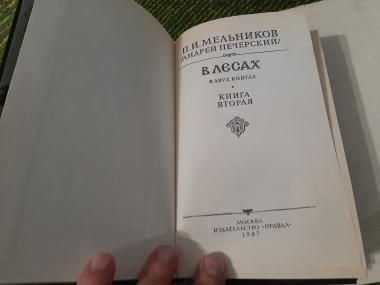 П. И. МЕЛЬНИКОВ
/АНДРЕЙ ПЕЧЕРСКИЙ/
В ЛЕСАХ
В ДВУХ КНИГАХ
КНИГА
ВТОРАЯ
МОСКВА
ИЗДАТЕЛЬСТВО «ПРАВДА»
1987